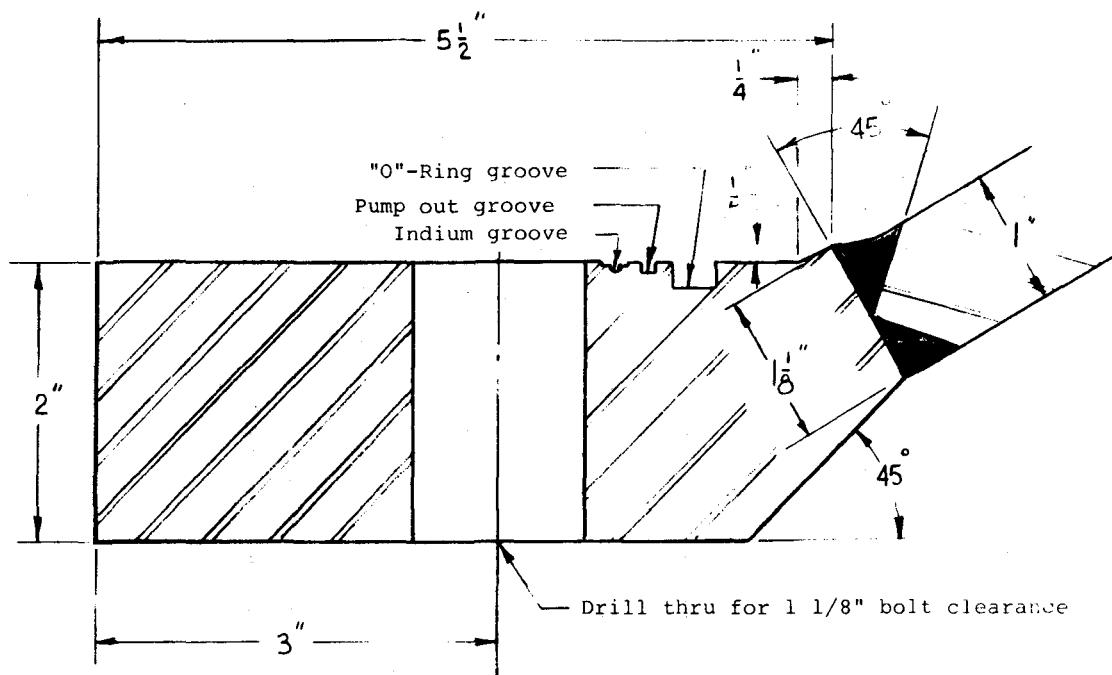 5 1/2"
1/4"
45°
"O"-Ring groove
Pump out groove
Indium groove
1"
2"
1 1/8"
45°
Drill thru for 1 1/8" bolt clearance
3"